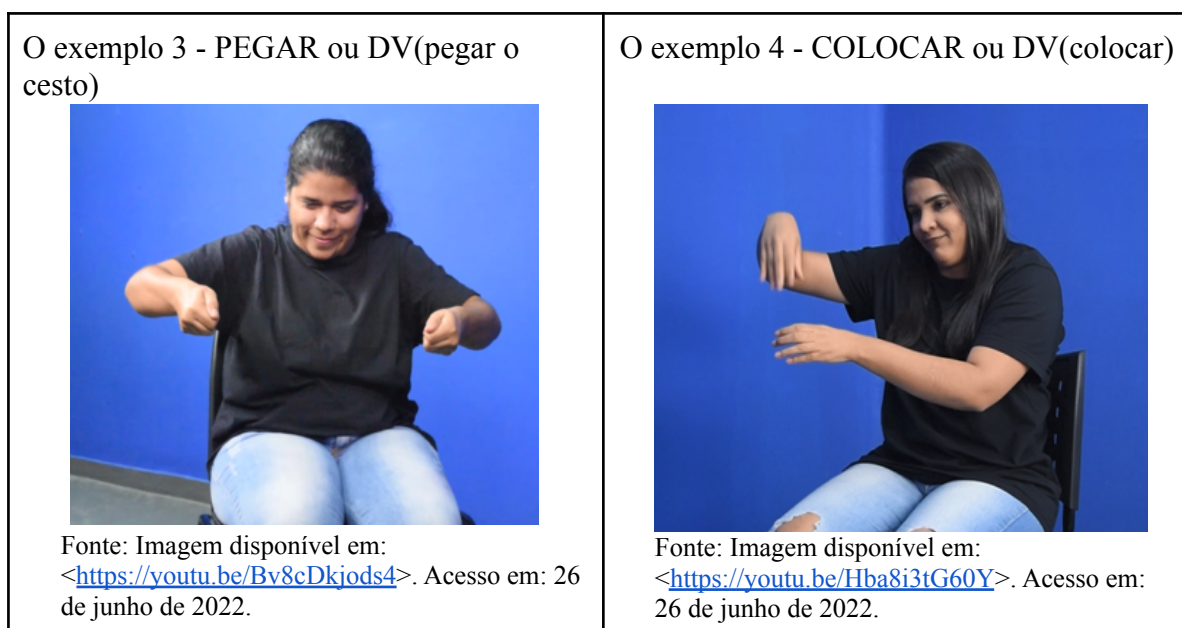 O exemplo 3 - PEGAR ou DV(pegar o
cesto)
Fonte: Imagem disponível em:
<https://youtu.be/Bv8cDkjods4>. Acesso em: 26
de junho de 2022.
O exemplo 4 - COLOCAR ou DV(colocar)
Fonte: Imagem disponível em:
<https://youtu.be/Hba8i3tG60Y>. Acesso em:
26 de junho de 2022.